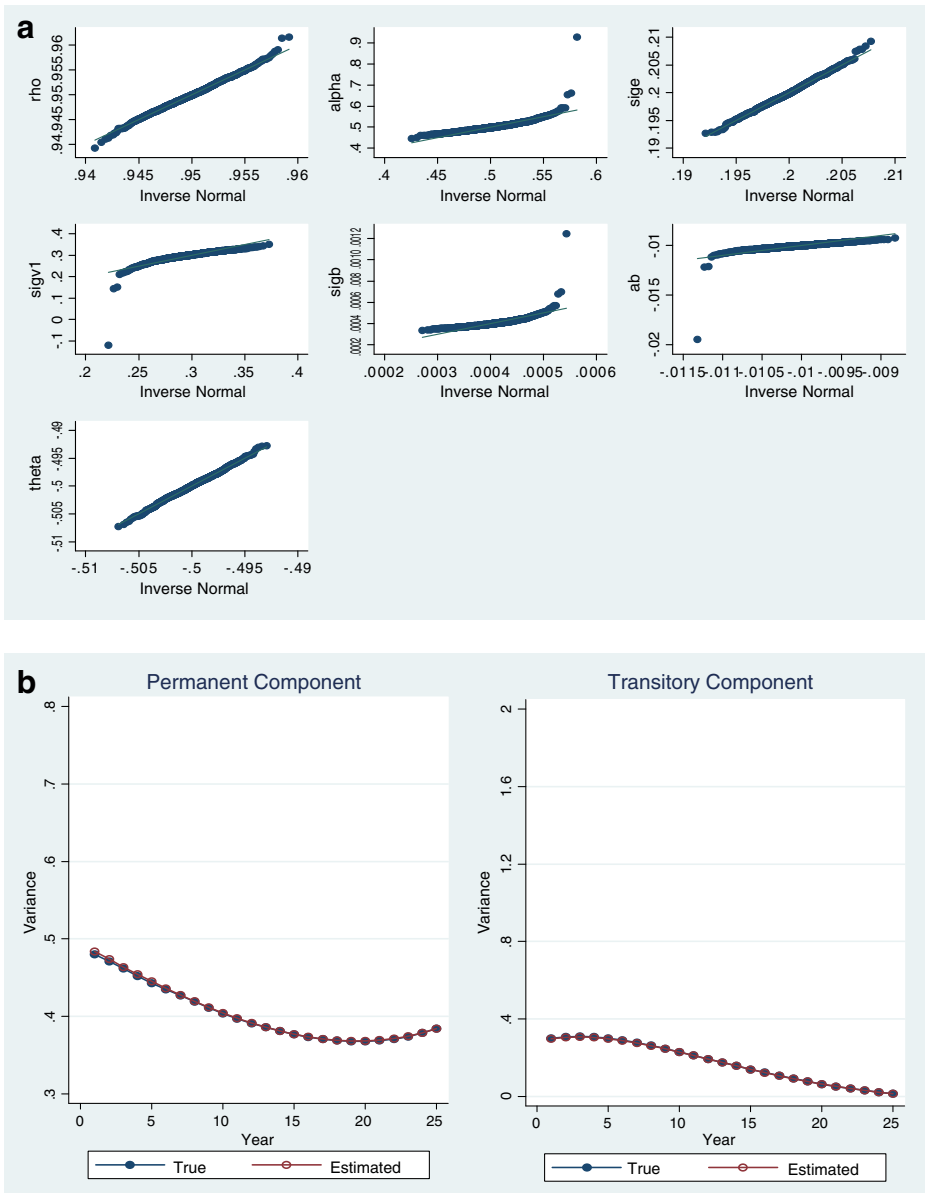 a
rho
.94 .945 .95 .955 .96
.94 .945 .95 .955 .96
Inverse Normal
alpha
.4 .5 .6 .7 .8 .9
.4 .45 .5 .55 .6
Inverse Normal
sige
.19 .195 .2 .205 .21
.19 .195 .2 .205 .21
Inverse Normal
sigv1
-.1 0 .1 .2 .3 .4
.2 .25 .3 .35 .4
Inverse Normal
sigb
.0002 .0004 .0006 .0008 .0010 .0012
.0002 .0003 .0004 .0005 .0006
Inverse Normal
ab
-.02 -.015 -.01
-.0115 -.011 -.0105 -.01 -.0095 -.009
Inverse Normal
theta
-.51 -.505 -.5 -.495 -.49
-.51 -.505 -.5 -.495 -.49
Inverse Normal
b
Permanent Component
Variance
.3 .4 .5 .6 .7 .8
0 5 10 15 20 25
Year
True Estimated
Transitory Component
Variance
0 .4 .8 1.2 1.6 2
0 5 10 15 20 25
Year
True Estimated